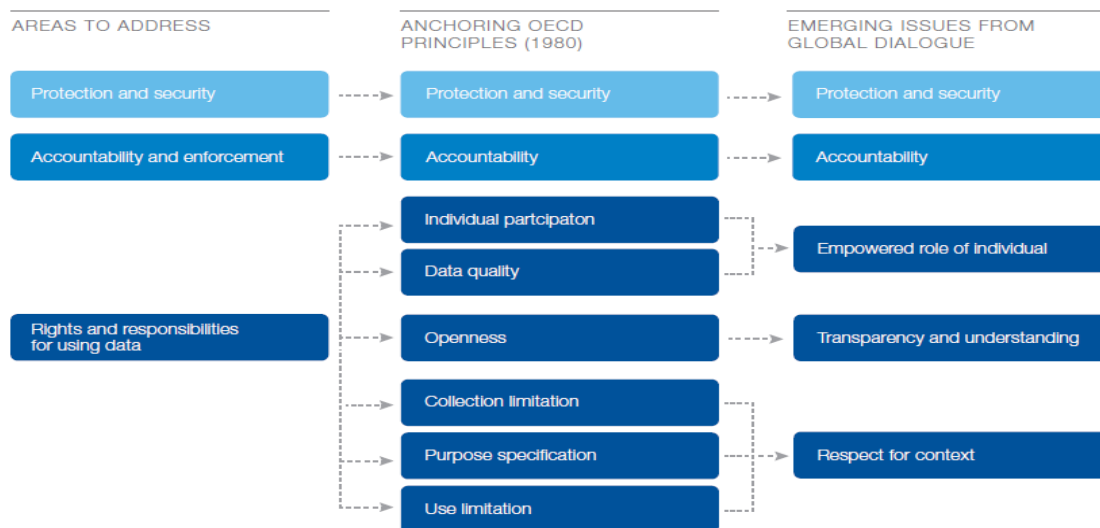 AREAS TO ADDRESS
ANCHORING OECD
PRINCIPLES (1980)
EMERGING ISSUES FROM
GLOBAL DIALOGUE
Protection and security
Protection and security
Protection and security
Accountability and enforcement
Accountability
Accountability
Individual partcipaton
Data quality
Empowered role of individual
Rights and responsibilities
for using data
Openness
Transparency and understanding
Collection limitation
Purpose specification
Respect for context
Use limitation